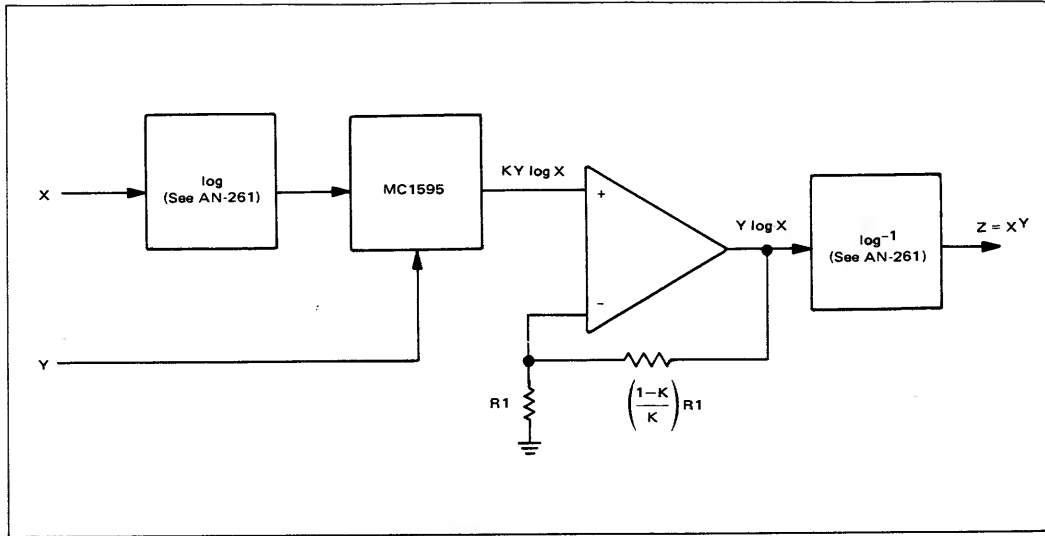 X
log
(See AN-261)
MC1595
KY log X
+
−
Y log X
log⁻¹
(See AN-261)
Z = X^Y
Y
R1
(1−K / K) R1